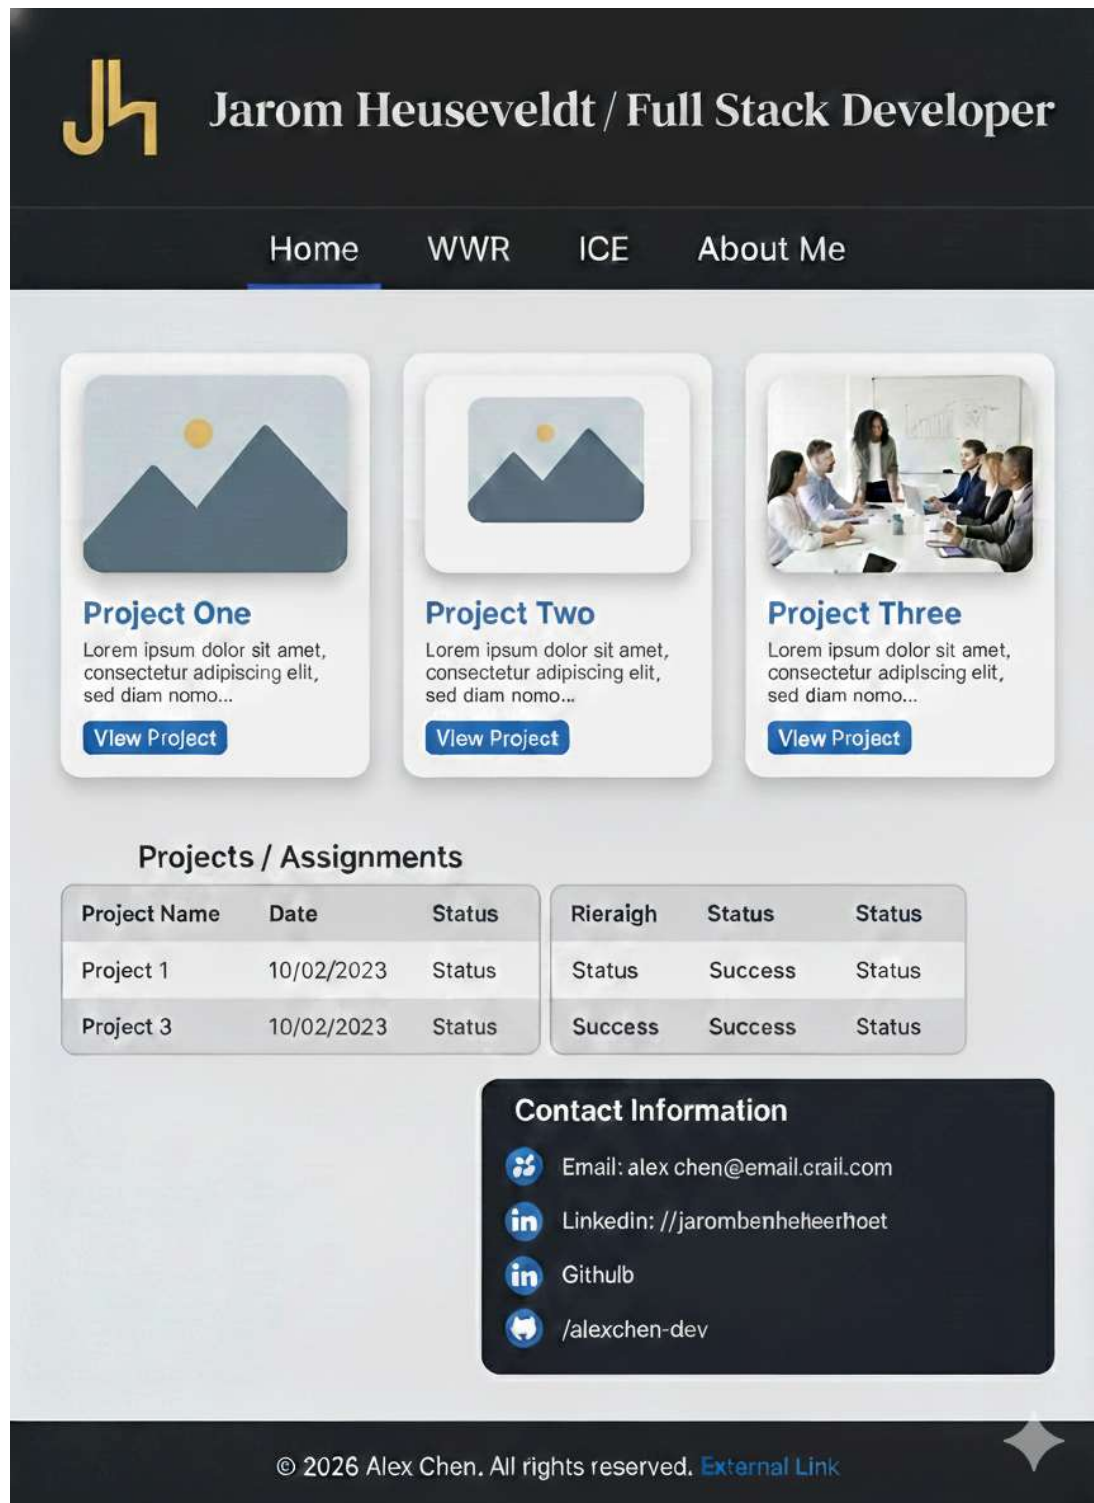 Jh
Jarom Heuseveldt / Full Stack Developer
Home WWR ICE About Me
Project One
Lorem ipsum dolor sit amet,
consectetur adipiscing elit,
sed diam nomo...
View Project
Project Two
Lorem ipsum dolor sit amet,
consectetur adipiscing elit,
sed diam nomo...
View Project
Project Three
Lorem ipsum dolor sit amet,
consectetur adiplscing elit,
sed diam nomo...
View Project
Projects / Assignments
Project Name Date Status Rieraigh Status Status
Project 1 10/02/2023 Status Status Success Status
Project 3 10/02/2023 Status Success Success Status
Contact Information
Email: alex chen@email.crail.com
in Linkedin: //jarombenheheerhoet
in Githulb
/alexchen-dev
© 2026 Alex Chen. All rights reserved. External Link